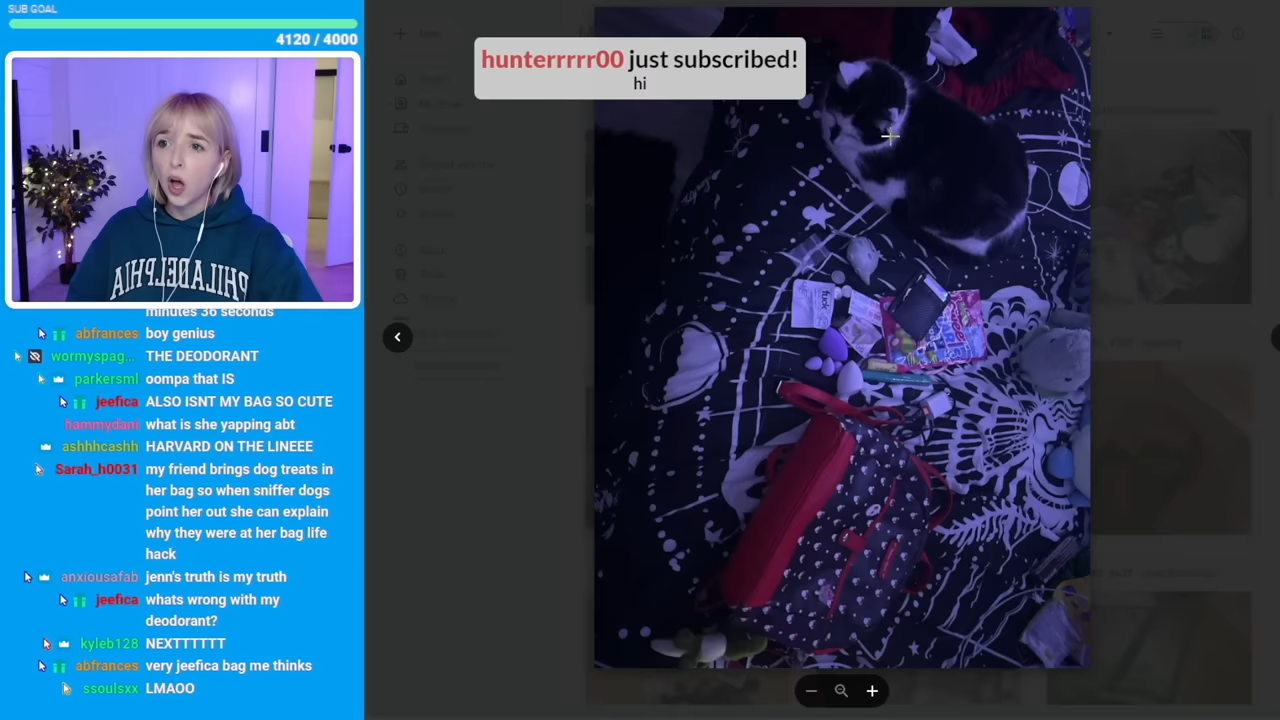 SUB GOAL
4120 / 4000
PHILADELPHIA
hunterrrrr00 just subscribed!
hi
minutes 36 seconds
abfrances boy genius
wormyspag... THE DEODORANT
parkersml oompa that IS
jeefica ALSO ISNT MY BAG SO CUTE
hammydani what is she yapping abt
ashhhcashh HARVARD ON THE LINEEE
Sarah_h0031 my friend brings dog treats in
her bag so when sniffer dogs
point her out she can explain
why they were at her bag life
hack
anxiousafab jenn's truth is my truth
jeefica whats wrong with my
deodorant?
kyleb128 NEXTTTTTT
abfrances very jeefica bag me thinks
ssoulsxx LMAOO